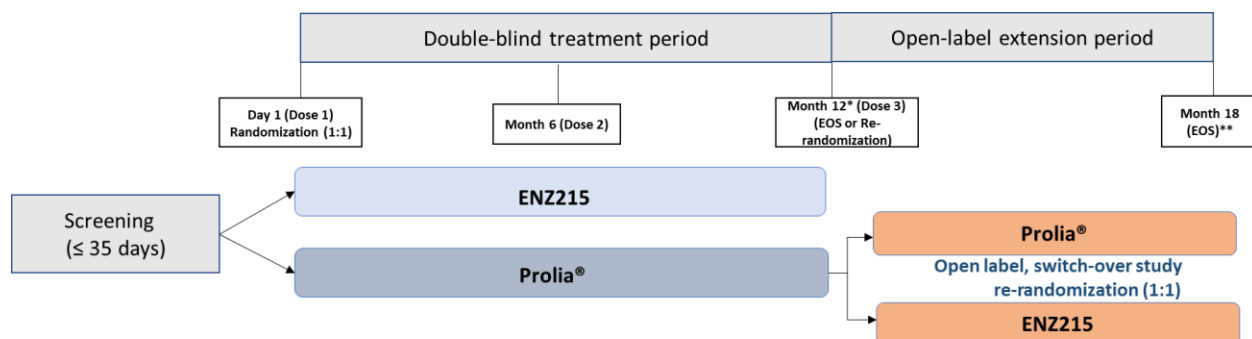 Double-blind treatment period
Open-label extension period
Day 1 (Dose 1)
Randomization (1:1)
Month 6 (Dose 2)
Month 12* (Dose 3)
(EOS or Re-
randomization)
Month 18
(EOS)**
Screening
(≤ 35 days)
ENZ215
Prolia®
Prolia®
Open label, switch-over study
re-randomization (1:1)
ENZ215